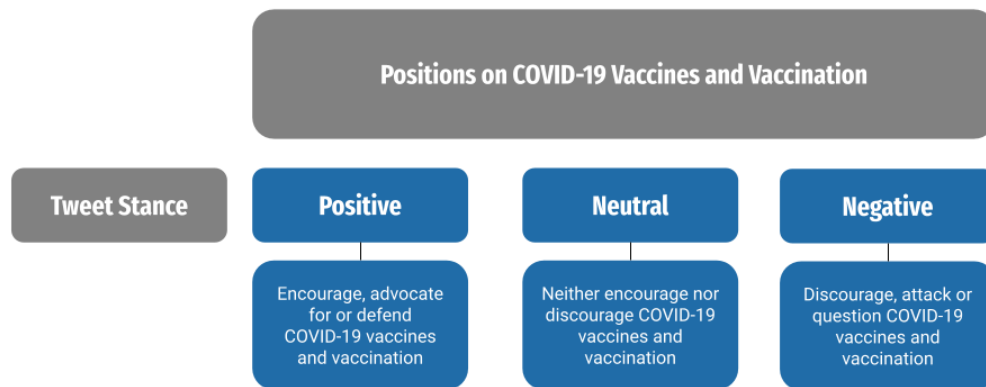 Positions on COVID-19 Vaccines and Vaccination
Tweet Stance
Positive
Neutral
Negative
Encourage, advocate
for or defend
COVID-19 vaccines
and vaccination
Neither encourage nor
discourage COVID-19
vaccines and
vaccination
Discourage, attack or
question COVID-19
vaccines and
vaccination